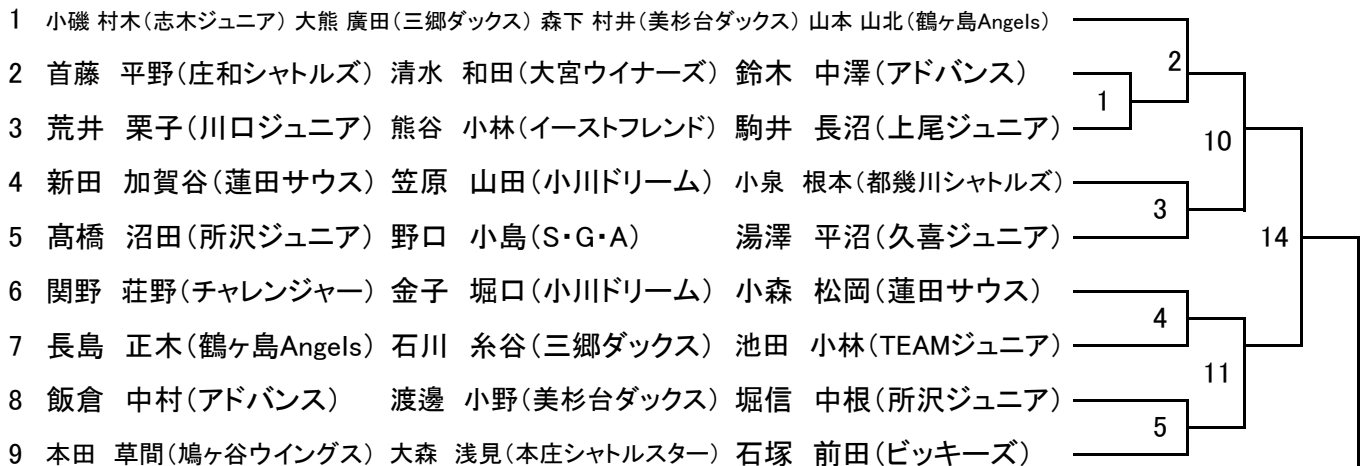 1 小磯 村木(志木ジュニア) 大熊 廣田(三郷ダックス) 森下 村井(美杉台ダックス) 山本 山北(鶴ヶ島Angels)
2
2 首藤 平野(庄和シャトルズ) 清水 和田(大宮ウイナーズ) 鈴木 中澤(アドバンス)
1
3 荒井 栗子(川口ジュニア) 熊谷 小林(イーストフレンド) 駒井 長沼(上尾ジュニア)
10
4 新田 加賀谷(蓮田サウス) 笠原 山田(小川ドリーム) 小泉 根本(都幾川シャトルズ)
3
5 髙橋 沼田(所沢ジュニア) 野口 小島(S・G・A) 湯澤 平沼(久喜ジュニア)
14
6 関野 荘野(チャレンジャー) 金子 堀口(小川ドリーム) 小森 松岡(蓮田サウス)
4
7 長島 正木(鶴ヶ島Angels) 石川 糸谷(三郷ダックス) 池田 小林(TEAMジュニア)
11
8 飯倉 中村(アドバンス) 渡邊 小野(美杉台ダックス) 堀信 中根(所沢ジュニア)
5
9 本田 草間(鳩ヶ谷ウイングス) 大森 浅見(本庄シャトルスター) 石塚 前田(ビッキーズ)